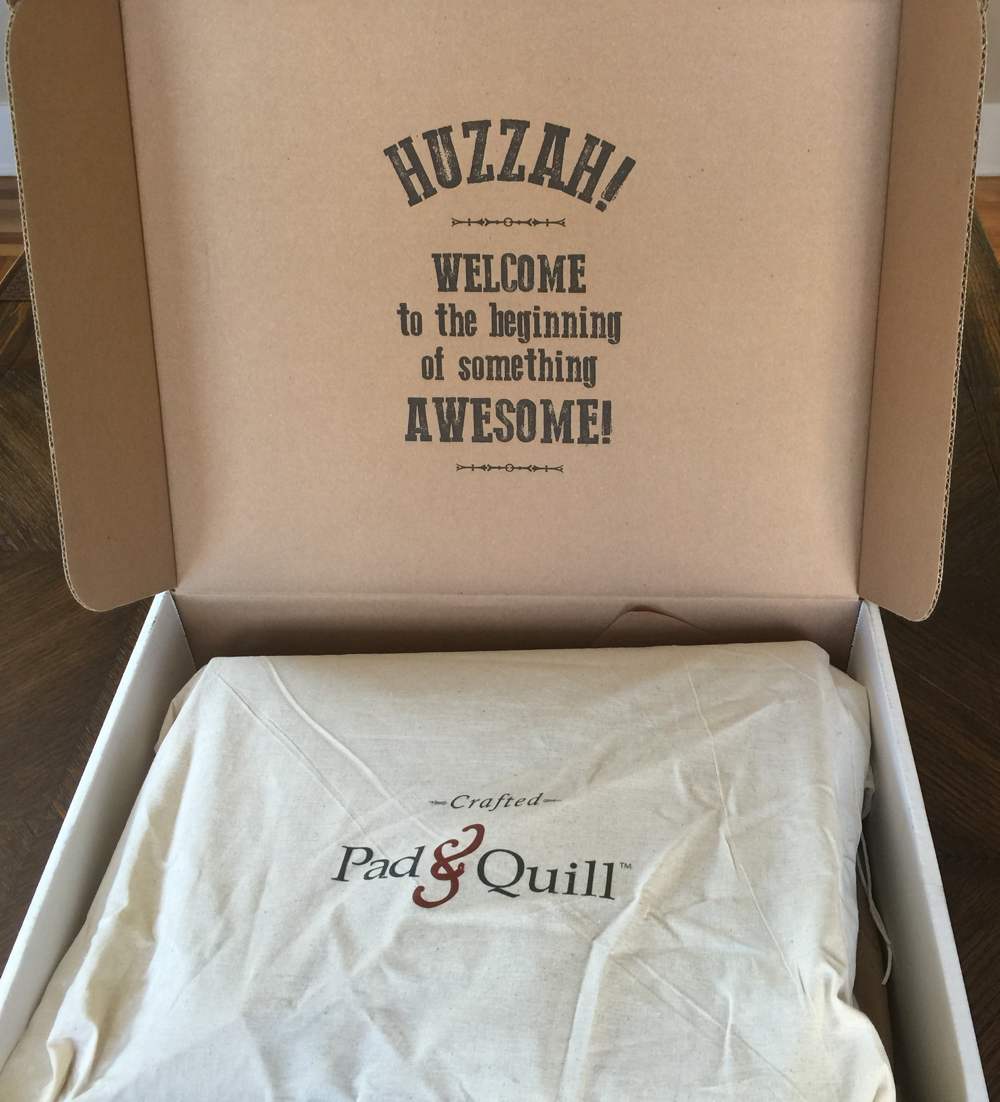 HUZZAH!
WELCOME
to the beginning
of something
AWESOME!
Crafted
Pad & Quill™